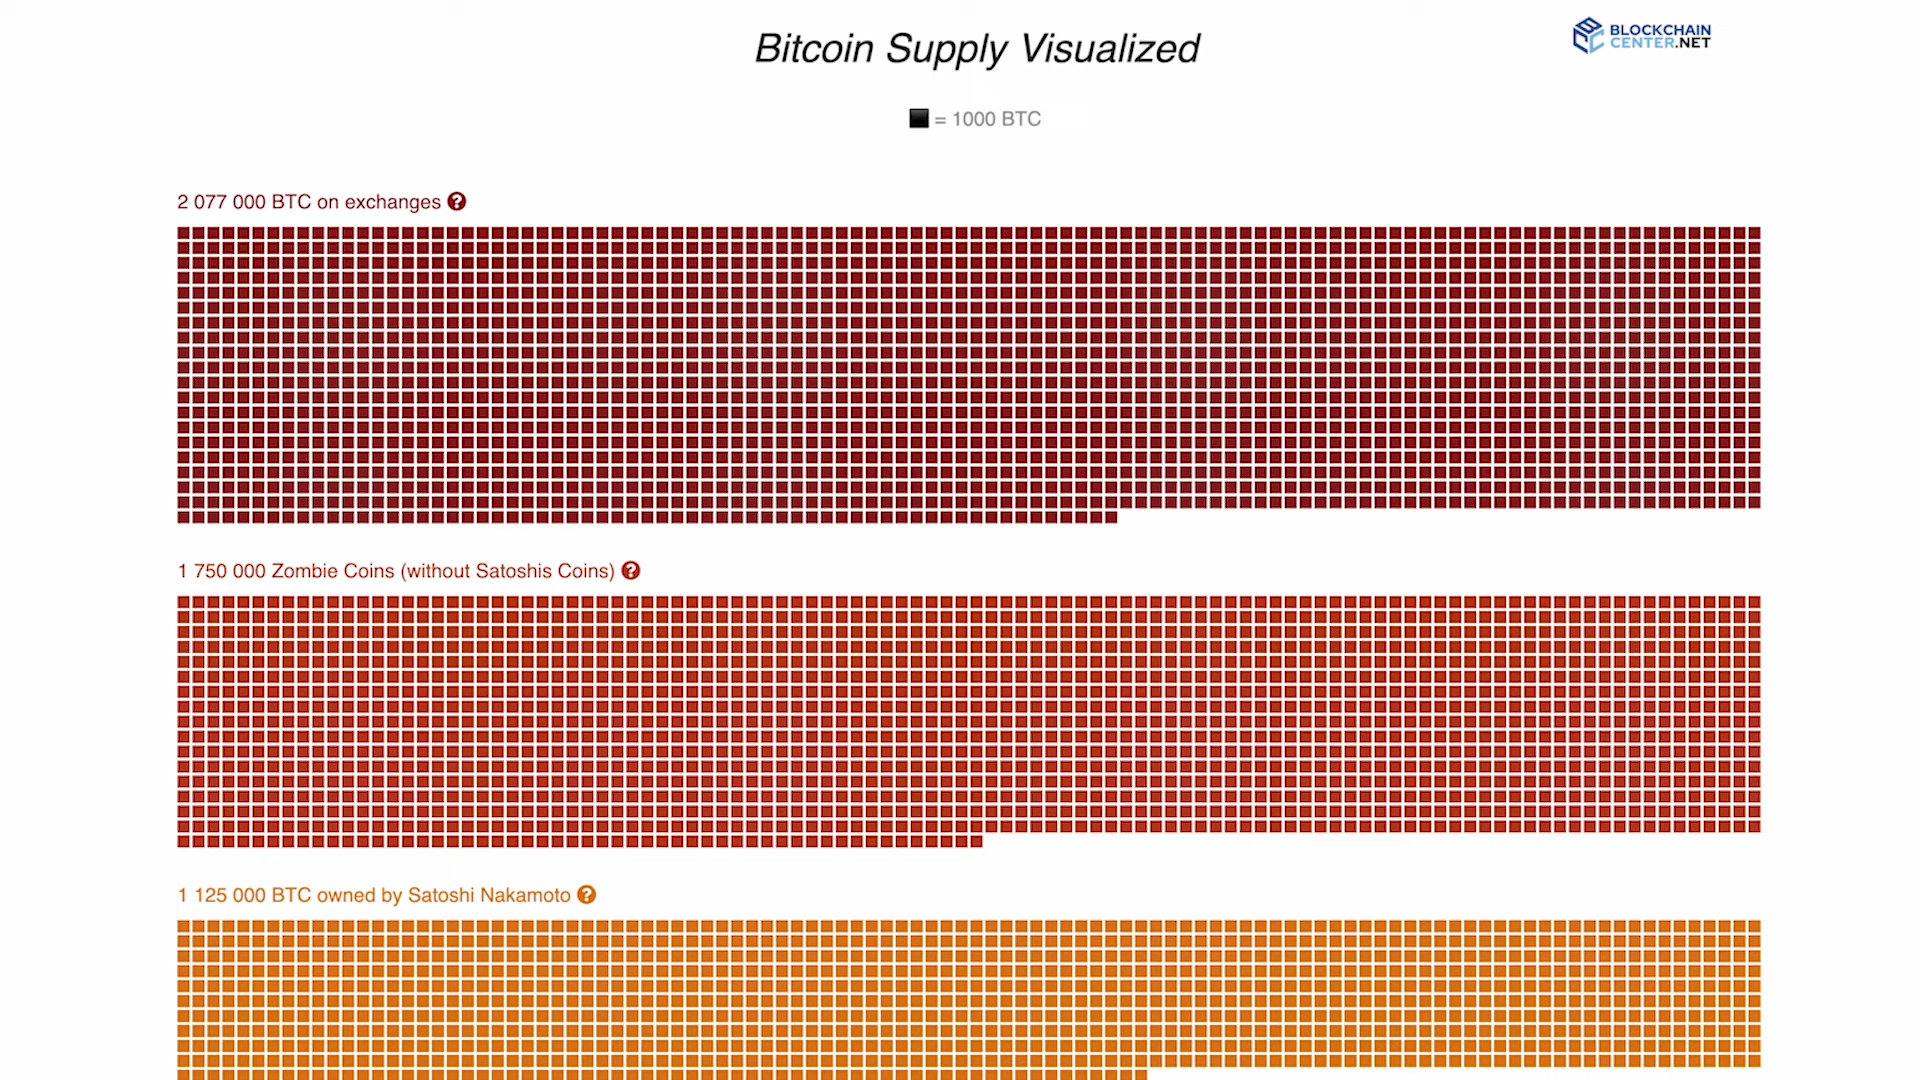 Bitcoin Supply Visualized
BLOCKCHAIN
CENTER.NET
= 1000 BTC
2 077 000 BTC on exchanges ?
1 750 000 Zombie Coins (without Satoshis Coins) ?
1 125 000 BTC owned by Satoshi Nakamoto ?